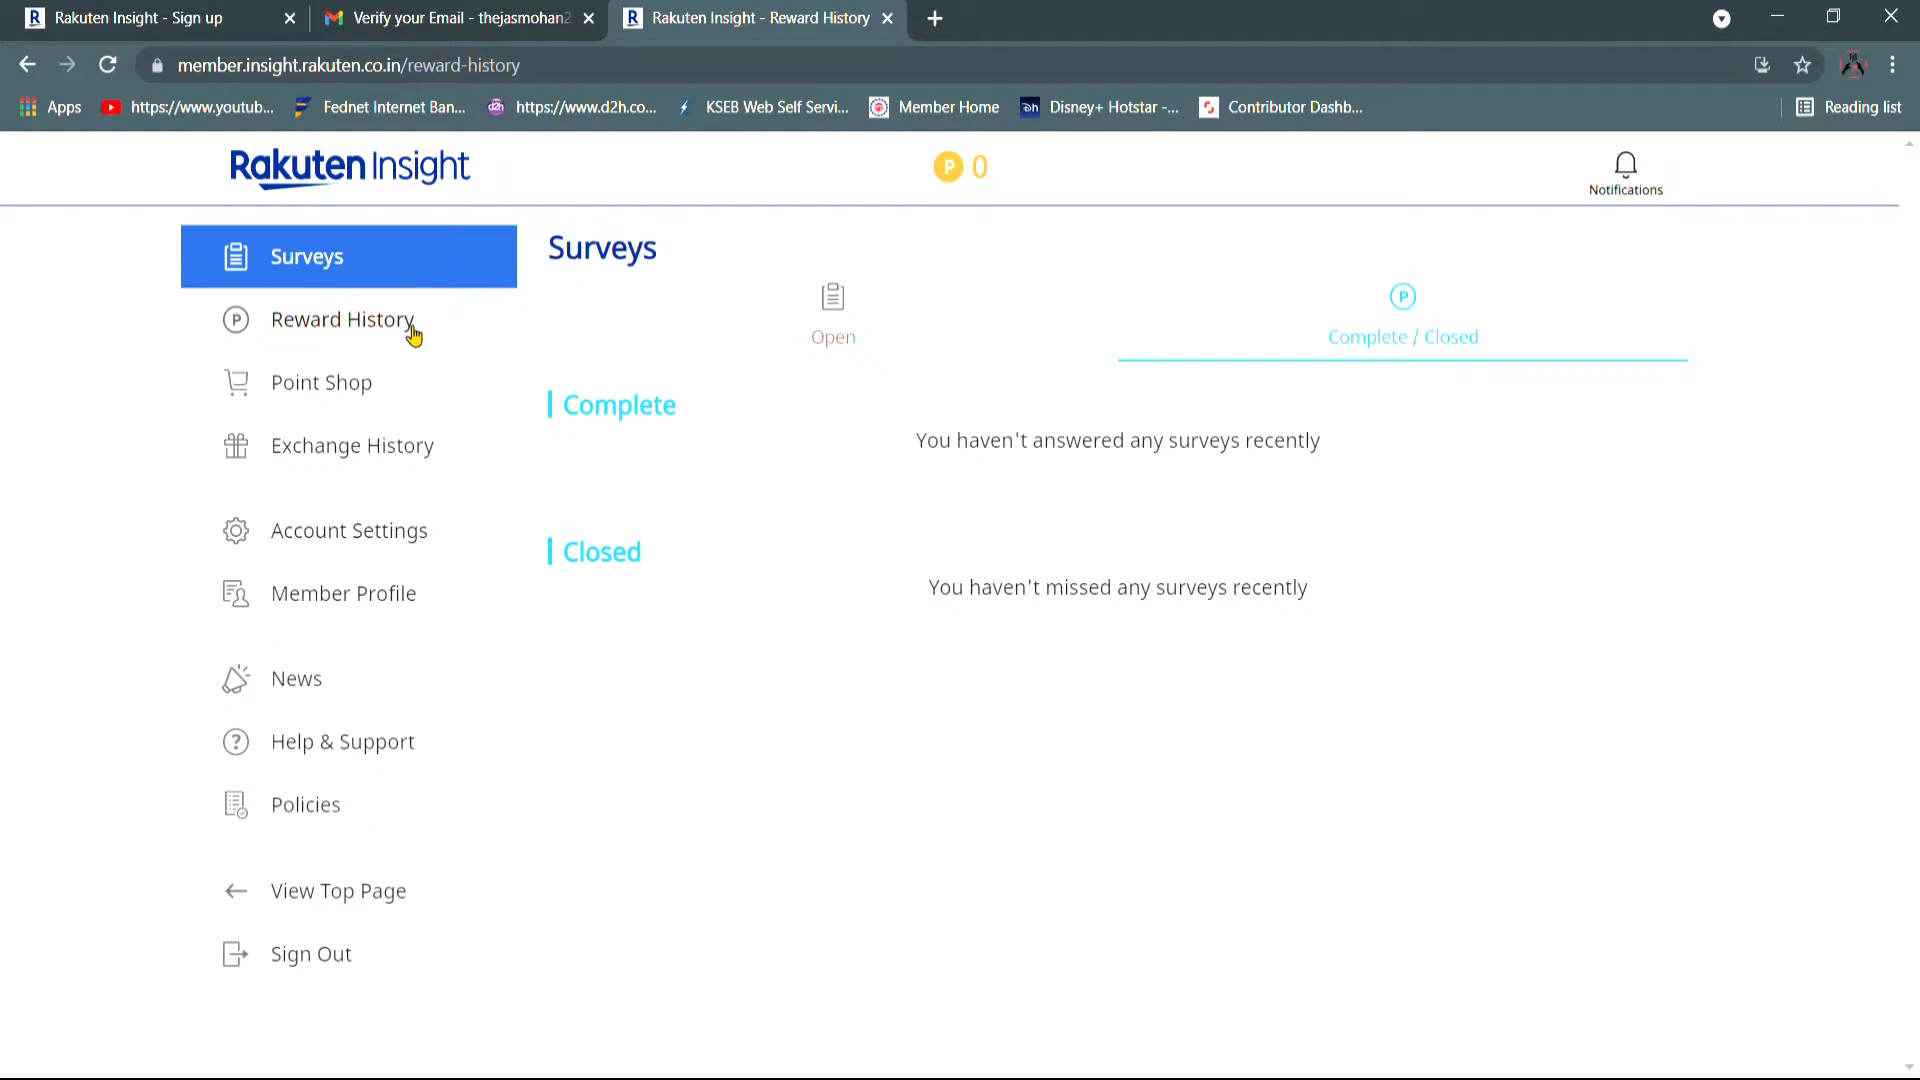 Rakuten Insight - Sign up
Verify your Email - thejasmohan2
Rakuten Insight - Reward History
member.insight.rakuten.co.in/reward-history
Apps
https://www.youtub...
Fednet Internet Ban...
https://www.d2h.co...
KSEB Web Self Servi...
Member Home
Disney+ Hotstar -...
Contributor Dashb...
Reading list
Rakuten Insight
P 0
Notifications
Surveys
Reward History
Point Shop
Exchange History
Account Settings
Member Profile
News
Help & Support
Policies
View Top Page
Sign Out
Surveys
Open
Complete / Closed
Complete
You haven't answered any surveys recently
Closed
You haven't missed any surveys recently